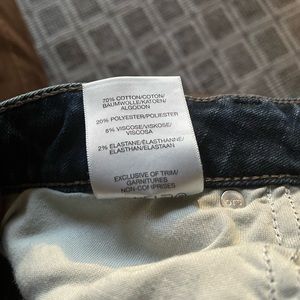 70% COTTON/COTON/
BAUMWOLLE/KATOEN/
ALGODON
20% POLYESTER/POLIESTER
8% VISCOSE/VISKOSE/
VISCOSA
2% ELASTANE/ÉLASTHANNE/
ELASTHAN/ELASTAAN
EXCLUSIVE OF TRIM/
GARNITURES
NON-COMPRISES